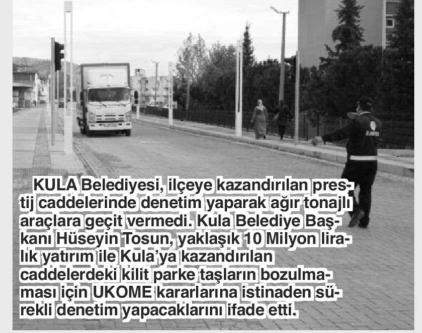 KULA Belediyesi, ilçeye kazandırılan pres-
tij caddelerinde denetim yaparak ağır tonajlı
araçlara geçit vermedi. Kula Belediye Baş-
kanı Hüseyin Tosun, yaklaşık 10 Milyon lira-
lık yatırım ile Kula'ya kazandırılan
caddelerdeki kilit parke taşların bozulma-
ması için UKOME kararlarına istinaden sü-
rekli denetim yapacaklarını ifade etti.